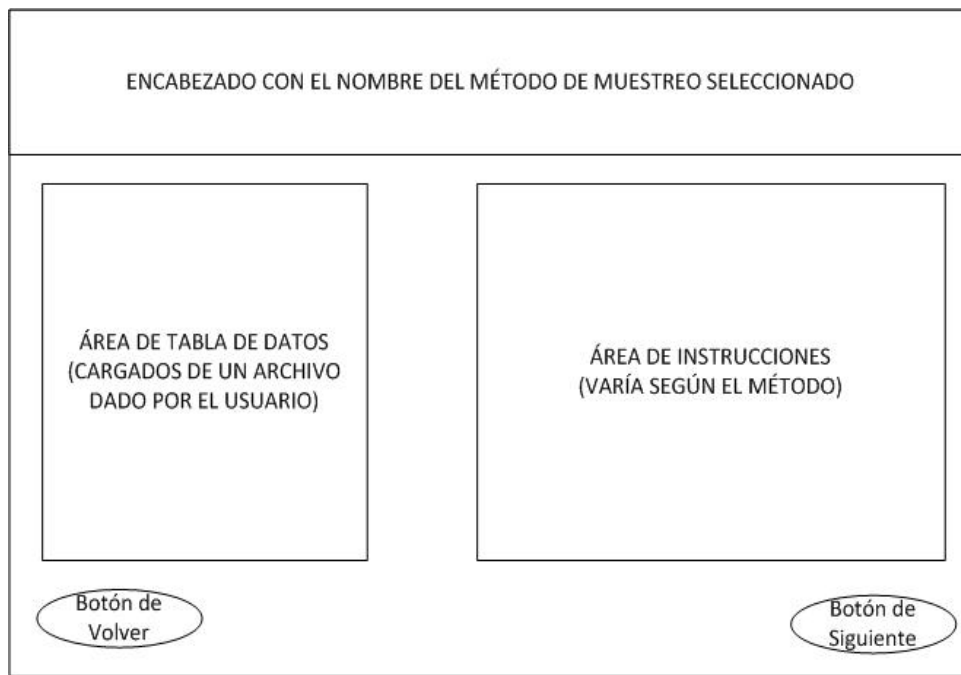 ENCABEZADO CON EL NOMBRE DEL MÉTODO DE MUESTREO SELECCIONADO
ÁREA DE TABLA DE DATOS
(CARGADOS DE UN ARCHIVO
DADO POR EL USUARIO)
ÁREA DE INSTRUCCIONES
(VARÍA SEGÚN EL MÉTODO)
Botón de
Volver
Botón de
Siguiente